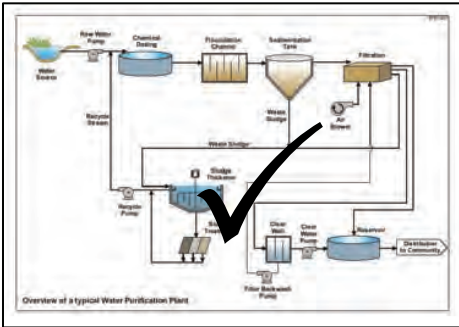 Raw Water
Pump
Chemical
Dosing
Flocculation
Channel
Sedimentation
Tank
Filtration
Water
Source
Waste
Sludge
Air
Blower
Recycle
Stream
Waste Sludge
Sludge
Thickener
Recycle
Pump
Clear
Well
Clear
Water
Pump
Reservoir
Distribution
to Community
Filter Backwash
Pump
Overview of a typical Water Purification Plant